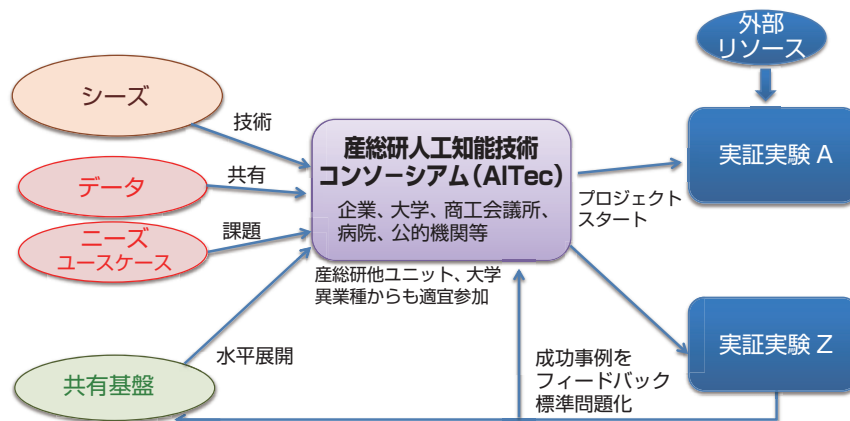 外部
リソース
シーズ
技術
データ
共有
ニーズ
ユースケース
課題
産総研人工知能技術
コンソーシアム(AITec)
企業、大学、商工会議所、
病院、公的機関等
産総研他ユニット、大学
異業種からも適宜参加
プロジェクト
スタート
実証実験 A
実証実験 Z
共有基盤
水平展開
成功事例を
フィードバック
標準問題化